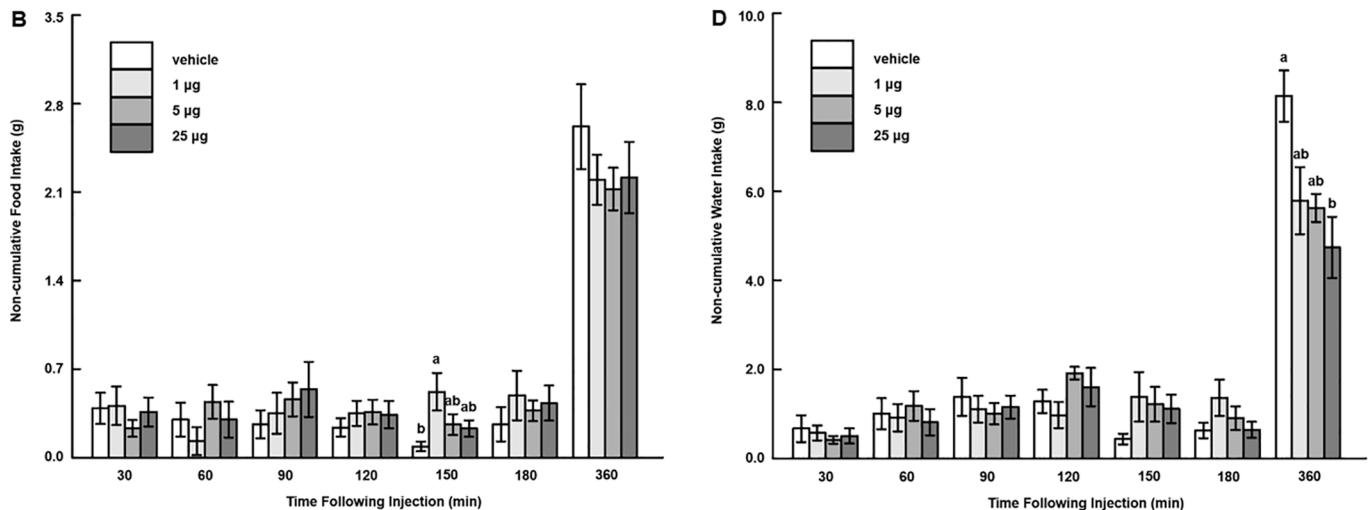 B
Non-cumulative Food Intake (g)
3.5
2.8
2.1
1.4
0.7
0.0
vehicle
1 µg
5 µg
25 µg
b
a
ab ab
30 60 90 120 150 180 360
Time Following Injection (min)
D
Non-cumulative Water Intake (g)
10.0
8.0
6.0
4.0
2.0
0.0
vehicle
1 µg
5 µg
25 µg
a
ab ab
b
30 60 90 120 150 180 360
Time Following Injection (min)